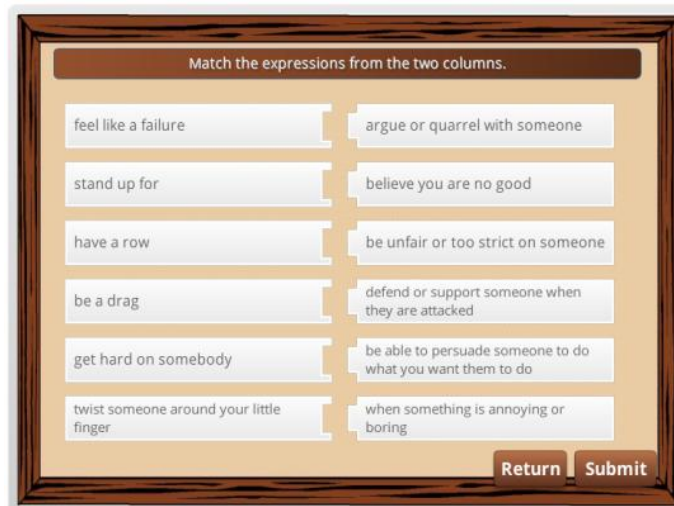 Match the expressions from the two columns.
feel like a failure
argue or quarrel with someone
stand up for
believe you are no good
have a row
be unfair or too strict on someone
be a drag
defend or support someone when
they are attacked
get hard on somebody
be able to persuade someone to do
what you want them to do
twist someone around your little
finger
when something is annoying or
boring
Return
Submit